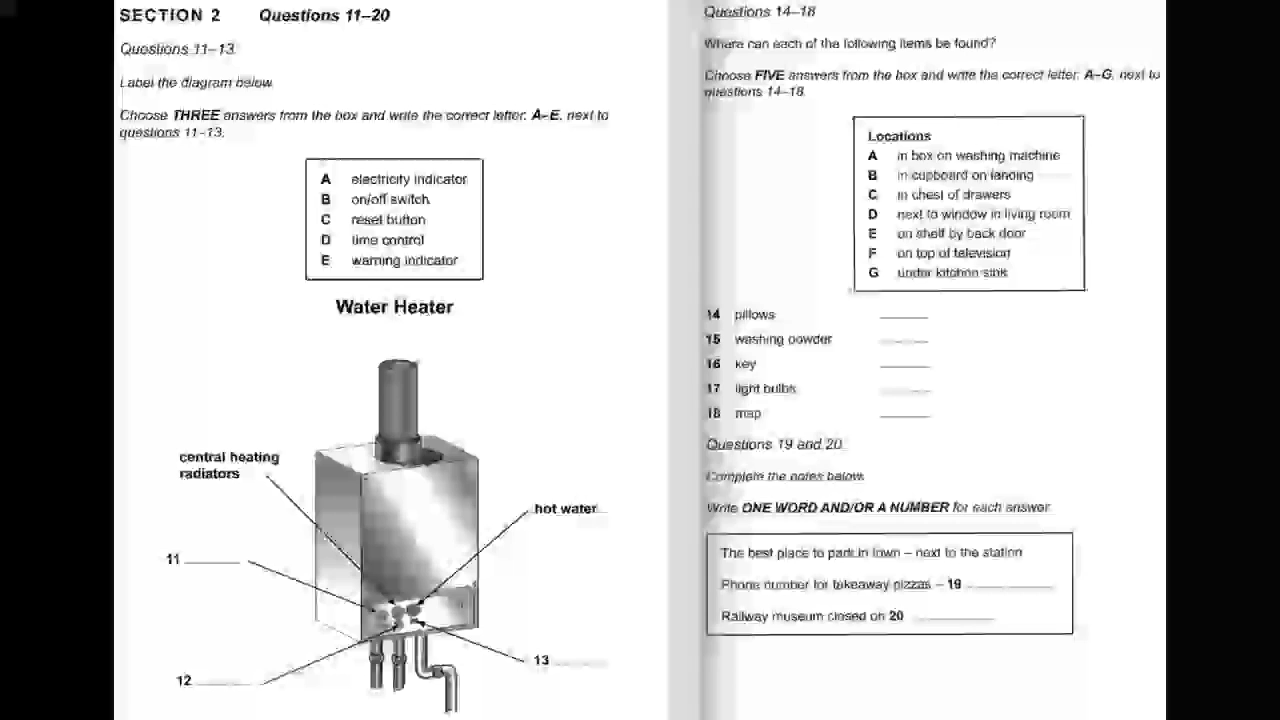 SECTION 2 Questions 11–20
Questions 11–13
Label the diagram below.
Choose THREE answers from the box and write the correct letter, A–E, next to
questions 11–13.
A electricity indicator
B on/off switch
C reset button
D time control
E warning indicator
Water Heater
central heating
radiators
hot water
11
12
13
Questions 14–18
Where can each of the following items be found?
Choose FIVE answers from the box and write the correct letter, A–G, next to
questions 14–18.
Locations
A in box on washing machine
B in cupboard on landing
C in chest of drawers
D next to window in living room
E on shelf by back door
F on top of television
G under kitchen sink
14 pillows
15 washing powder
16 key
17 light bulbs
18 map
Questions 19 and 20
Complete the notes below.
Write ONE WORD AND/OR A NUMBER for each answer.
The best place to park in town – next to the station
Phone number for takeaway pizzas – 19
Railway museum closed on 20